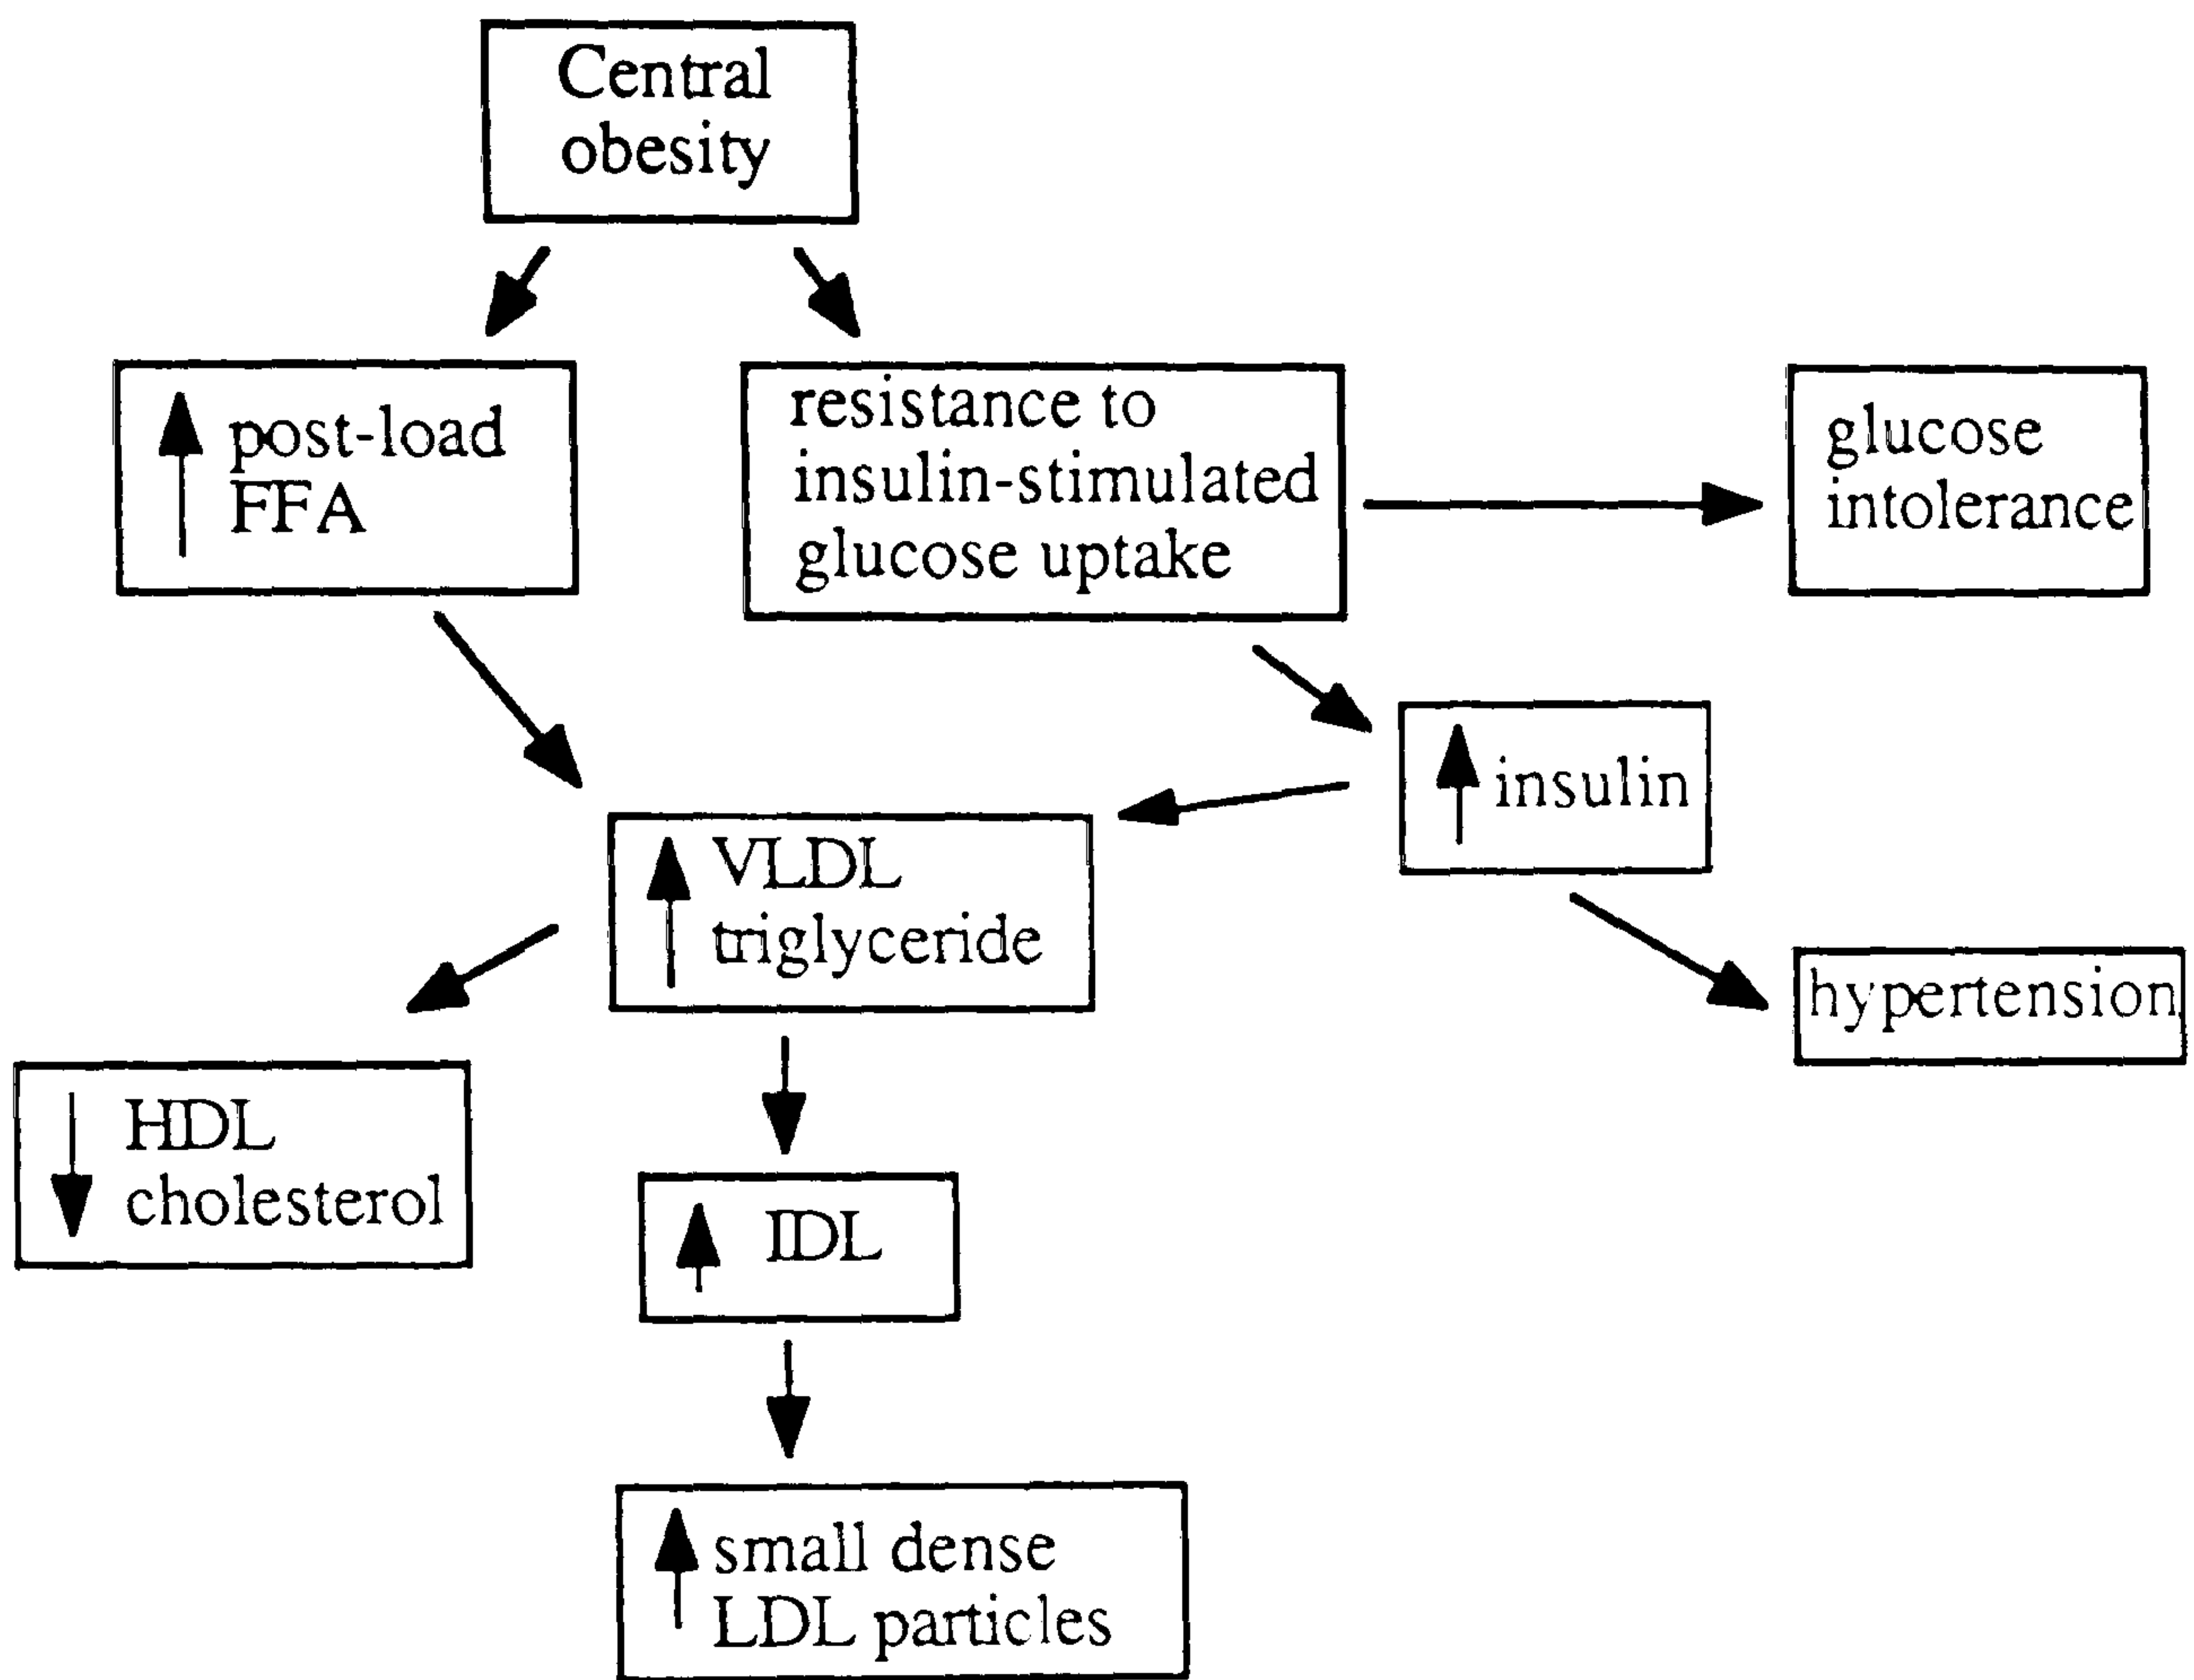 Central
obesity
post-load
FFA
resistance to
insulin-stimulated
glucose uptake
glucose
intolerance
insulin
VLDL
triglyceride
hypertension
HDL
cholesterol
IDL
small dense
LDL particles